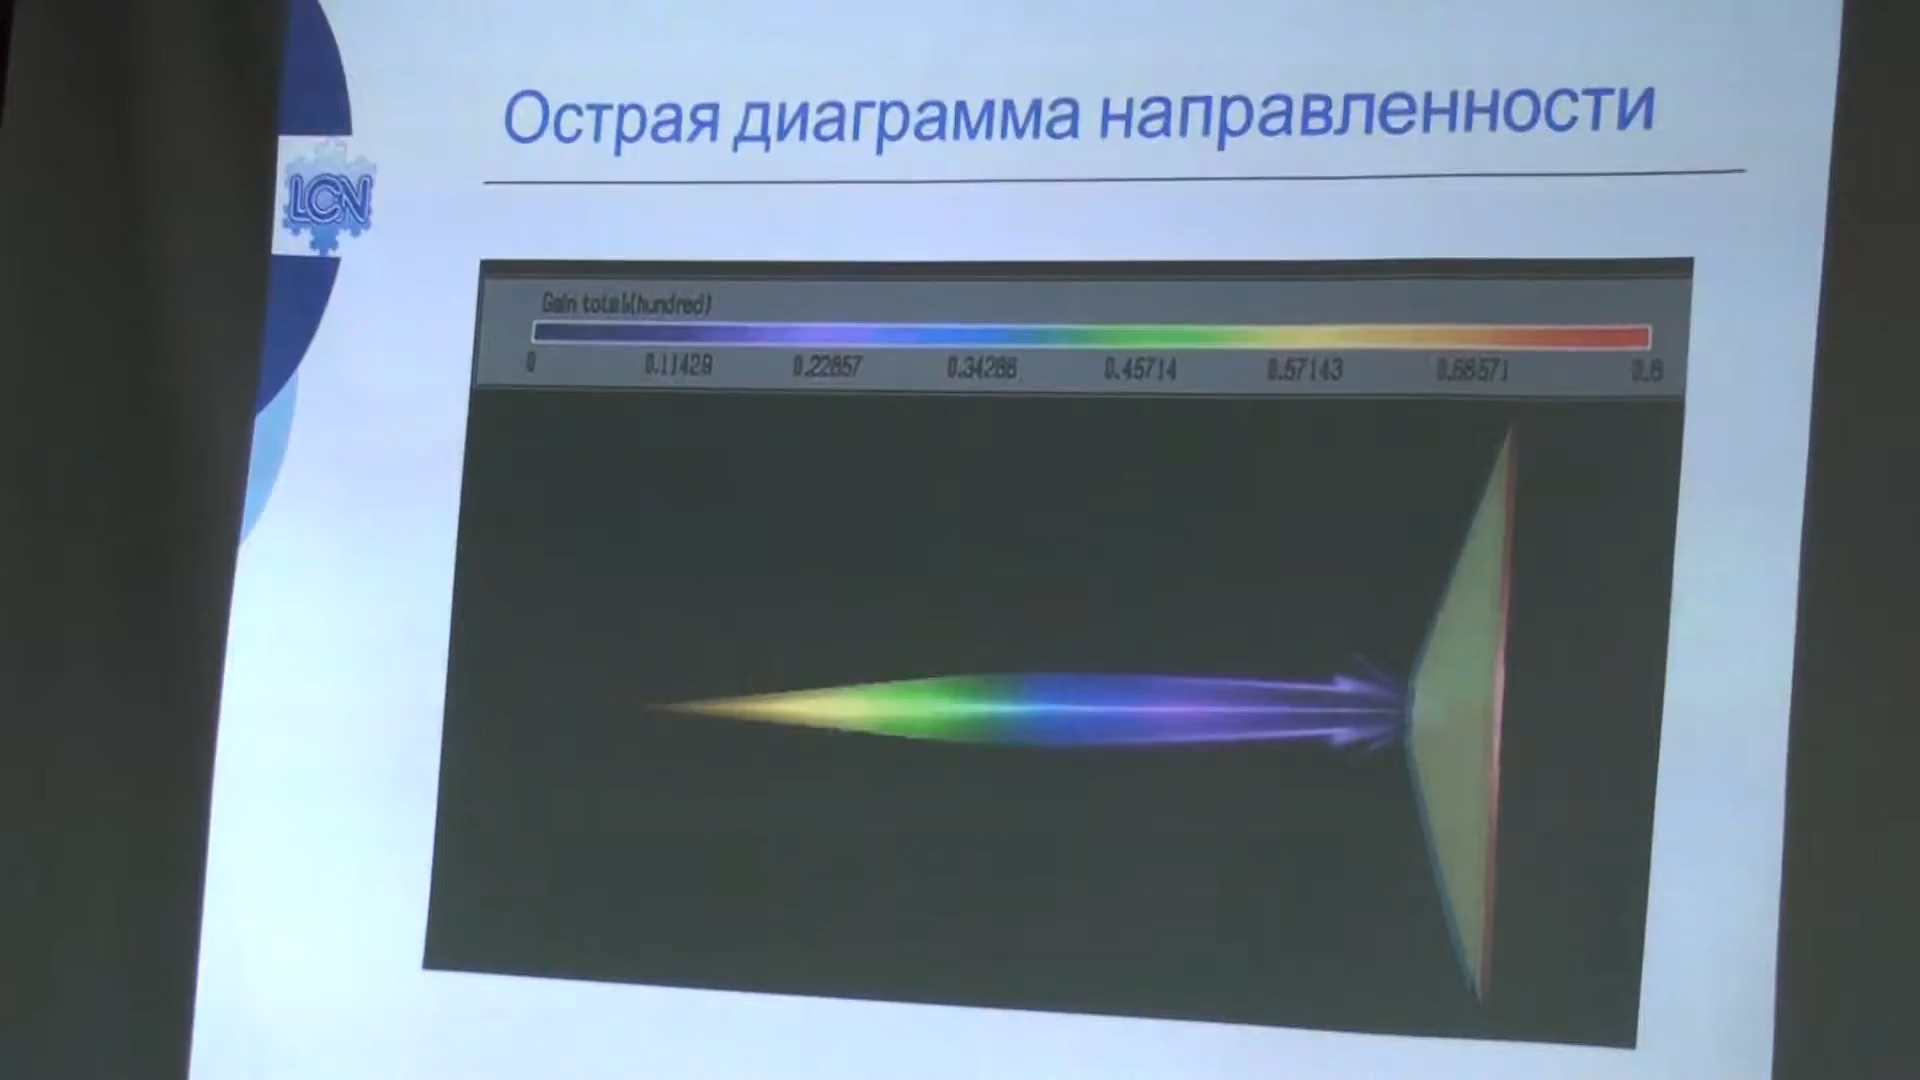 Острая диаграмма направленности
LCN
Gain total(hundred)
0 0.11429 0.22857 0.34286 0.45714 0.57143 0.68571 0.8